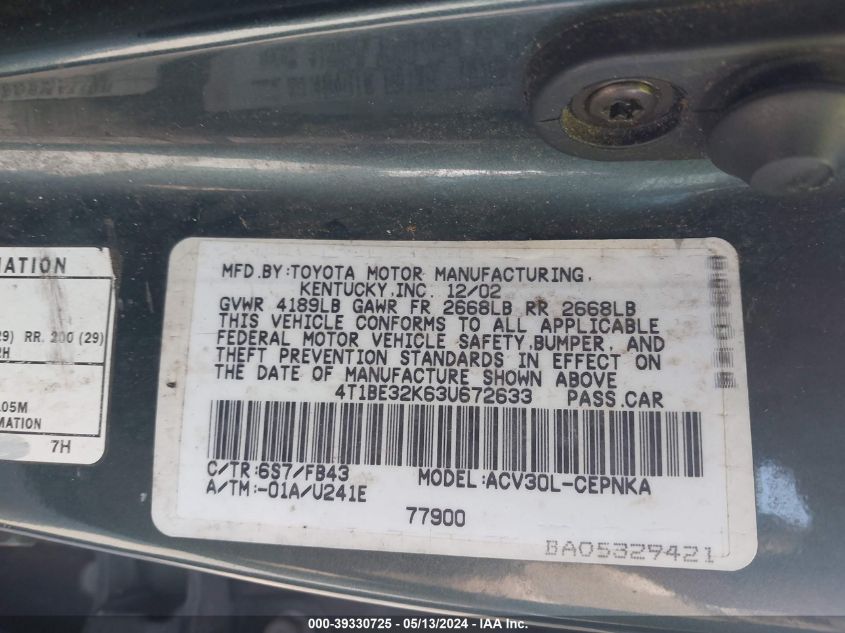 MFD.BY:TOYOTA MOTOR MANUFACTURING,
KENTUCKY,INC. 12/02
GVWR 4189LB GAWR FR 2668LB RR 2668LB
THIS VEHICLE CONFORMS TO ALL APPLICABLE
FEDERAL MOTOR VEHICLE SAFETY,BUMPER, AND
THEFT PREVENTION STANDARDS IN EFFECT ON
THE DATE OF MANUFACTURE SHOWN ABOVE
4T1BE32K63U672633 PASS.CAR
C/TR:6S7/FB43 MODEL:ACV30L-CEPNKA
A/TM:-01A/U241E
77900
BA05329421
MATION
29) RR. 200 (29)
2H
.05M
MATION
7H
000-39330725 - 05/13/2024 - IAA Inc.